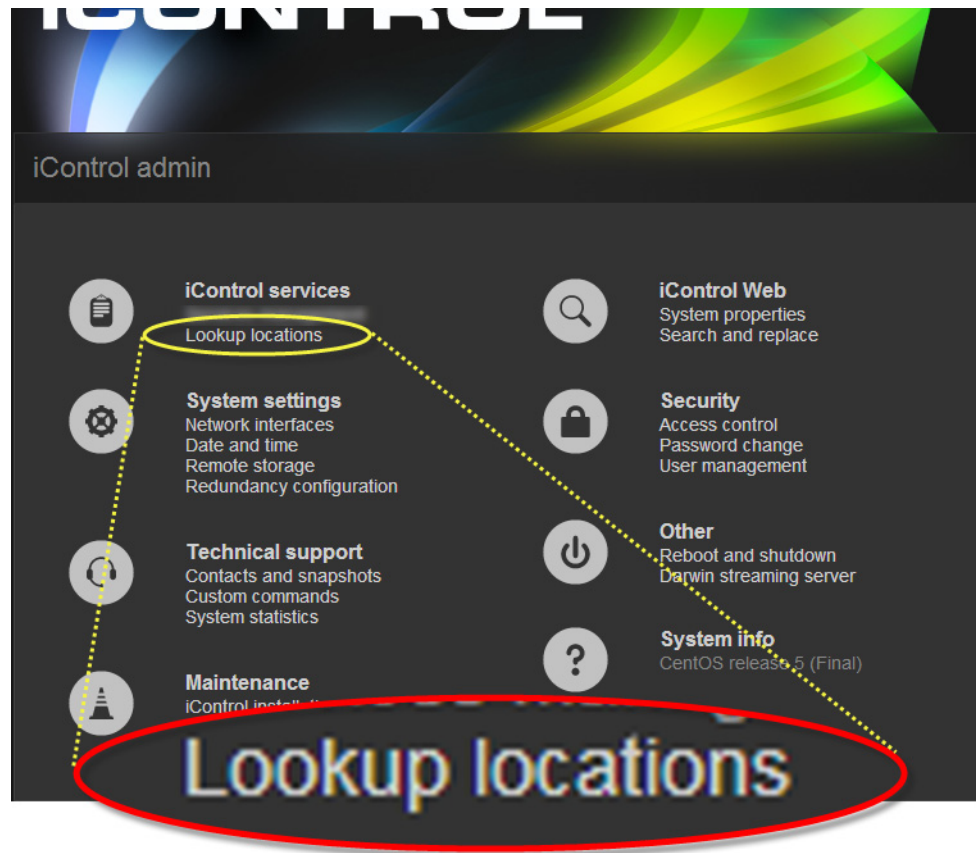 iCONTROL
iControl admin
iControl services
Lookup locations
System settings
Network interfaces
Date and time
Remote storage
Redundancy configuration
Technical support
Contacts and snapshots
Custom commands
System statistics
Maintenance
iControl
iControl Web
System properties
Search and replace
Security
Access control
Password change
User management
Other
Reboot and shutdown
Darwin streaming server
System info
CentOS release 5 (Final)
Lookup locations